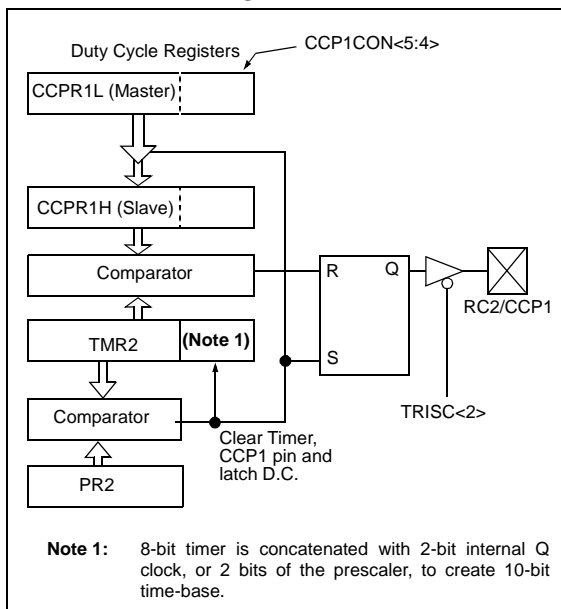 Duty Cycle Registers
CCP1CON<5:4>
CCPR1L (Master)
CCPR1H (Slave)
Comparator
R
Q
RC2/CCP1
TMR2
(Note 1)
S
TRISC<2>
Comparator
Clear Timer,
CCP1 pin and
latch D.C.
PR2
Note 1: 8-bit timer is concatenated with 2-bit internal Q
clock, or 2 bits of the prescaler, to create 10-bit
time-base.